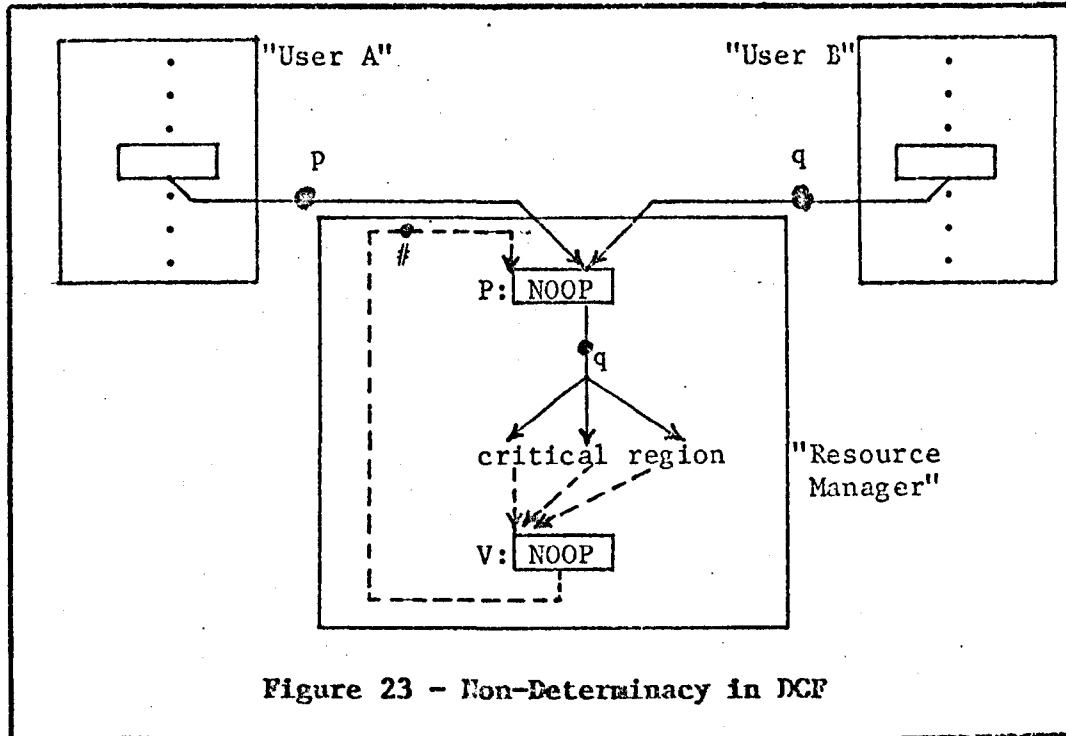 "User A"
"User B"
p
q
#
P: NOOP
q
critical region
"Resource
Manager"
V: NOOP
Figure 23 - Non-Determinacy in DCF